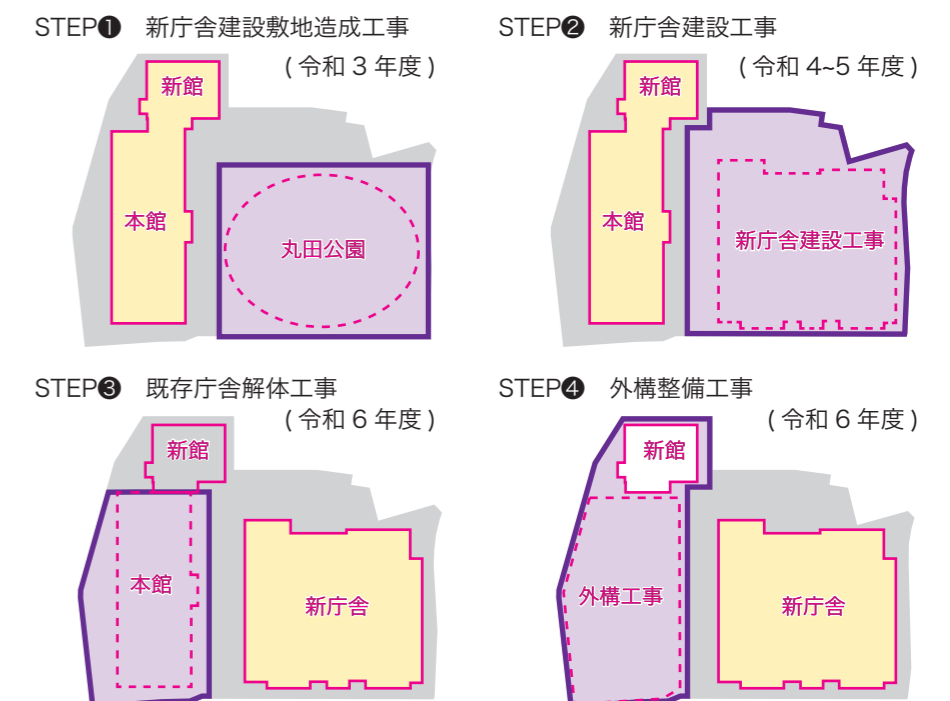 STEP❶ 新庁舎建設敷地造成工事
(令和3年度)
新館
本館
丸田公園
STEP❷ 新庁舎建設工事
(令和4~5年度)
新館
本館
新庁舎建設工事
STEP❸ 既存庁舎解体工事
(令和6年度)
新館
本館
新庁舎
STEP❹ 外構整備工事
(令和6年度)
新館
外構工事
新庁舎